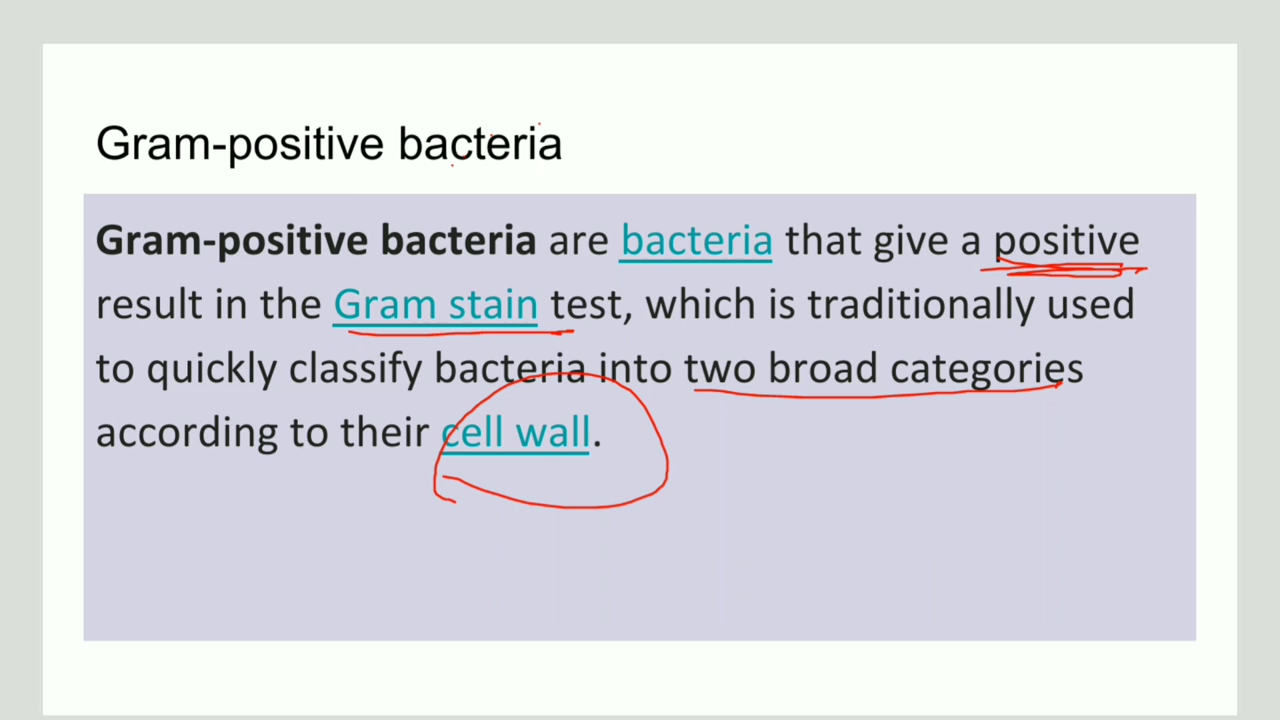 Gram-positive bacteria
Gram-positive bacteria are bacteria that give a positive
result in the Gram stain test, which is traditionally used
to quickly classify bacteria into two broad categories
according to their cell wall.